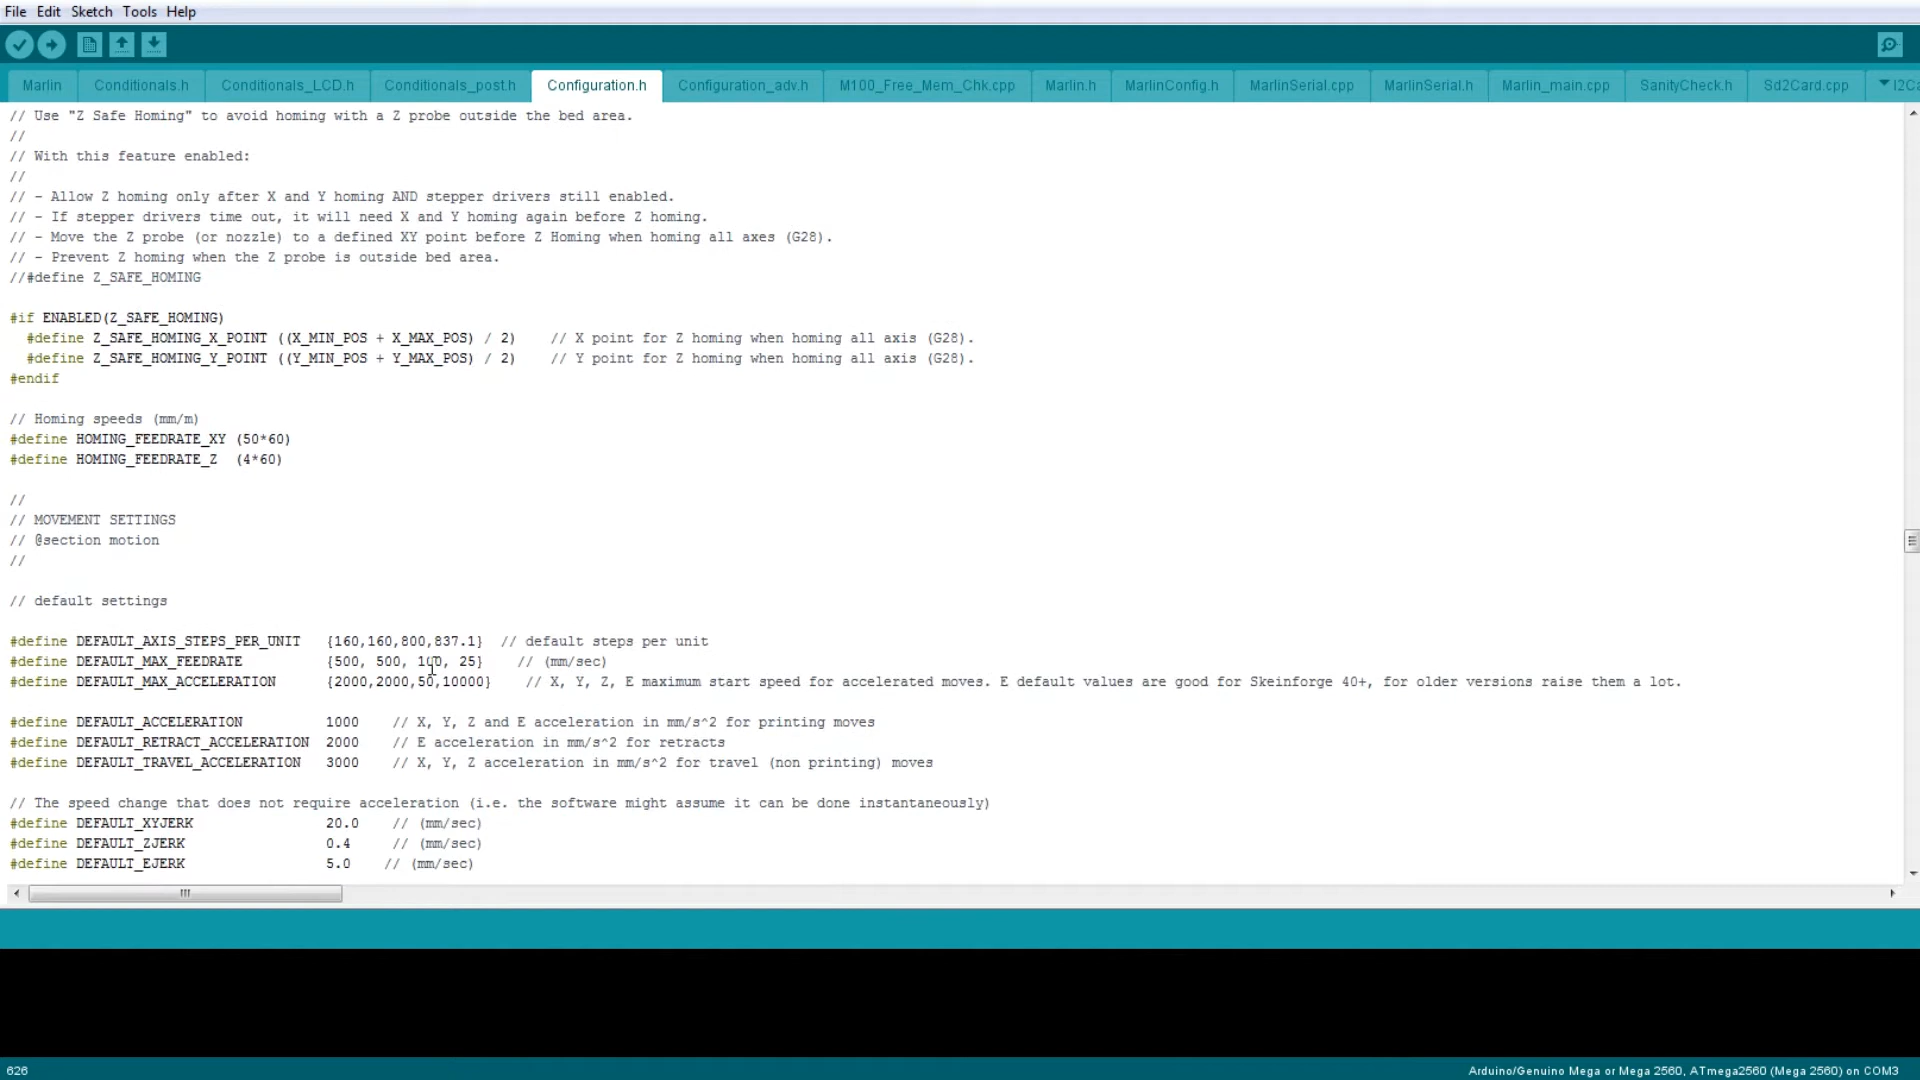 File Edit Sketch Tools Help
Marlin Conditionals.h Conditionals_LCD.h Conditionals_post.h Configuration.h Configuration_adv.h M100_Free_Mem_Chk.cpp Marlin.h MarlinConfig.h MarlinSerial.cpp MarlinSerial.h Marlin_main.cpp SanityCheck.h Sd2Card.cpp
// Use "Z Safe Homing" to avoid homing with a Z probe outside the bed area.
//
// With this feature enabled:
//
// - Allow Z homing only after X and Y homing AND stepper drivers still enabled.
// - If stepper drivers time out, it will need X and Y homing again before Z homing.
// - Move the Z probe (or nozzle) to a defined XY point before Z Homing when homing all axes (G28).
// - Prevent Z homing when the Z probe is outside bed area.
//#define Z_SAFE_HOMING
#if ENABLED(Z_SAFE_HOMING)
#define Z_SAFE_HOMING_X_POINT ((X_MIN_POS + X_MAX_POS) / 2) // X point for Z homing when homing all axis (G28).
#define Z_SAFE_HOMING_Y_POINT ((Y_MIN_POS + Y_MAX_POS) / 2) // Y point for Z homing when homing all axis (G28).
#endif
// Homing speeds (mm/m)
#define HOMING_FEEDRATE_XY (50*60)
#define HOMING_FEEDRATE_Z (4*60)
//
// MOVEMENT SETTINGS
// @section motion
//
// default settings
#define DEFAULT_AXIS_STEPS_PER_UNIT {160,160,800,837.1} // default steps per unit
#define DEFAULT_MAX_FEEDRATE {500, 500, 100, 25} // (mm/sec)
#define DEFAULT_MAX_ACCELERATION {2000,2000,50,10000} // X, Y, Z, E maximum start speed for accelerated moves. E default values are good for Skeinforge 40+, for older versions raise them a lot.
#define DEFAULT_ACCELERATION 1000 // X, Y, Z and E acceleration in mm/s^2 for printing moves
#define DEFAULT_RETRACT_ACCELERATION 2000 // E acceleration in mm/s^2 for retracts
#define DEFAULT_TRAVEL_ACCELERATION 3000 // X, Y, Z acceleration in mm/s^2 for travel (non printing) moves
// The speed change that does not require acceleration (i.e. the software might assume it can be done instantaneously)
#define DEFAULT_XYJERK 20.0 // (mm/sec)
#define DEFAULT_ZJERK 0.4 // (mm/sec)
#define DEFAULT_EJERK 5.0 // (mm/sec)
626 Arduino/Genuino Mega or Mega 2560, ATmega2560 (Mega 2560) on COM3